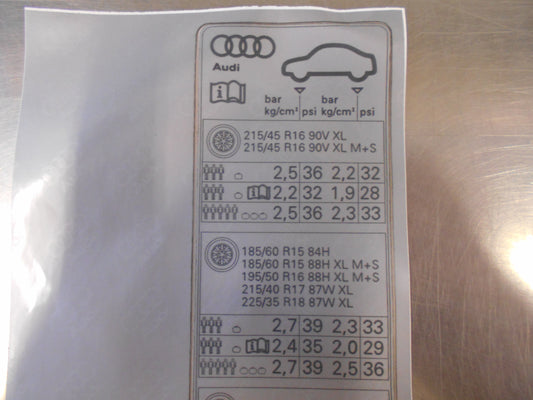 Audi
bar psi bar psi
kg/cm² kg/cm²
i
215/45 R16 90V XL
215/45 R16 90V XL M+S
2,5 36 2,2 32
i 2,2 32 1,9 28
2,5 36 2,3 33
185/60 R15 84H
185/60 R15 88H XL M+S
195/50 R16 88H XL M+S
215/40 R17 87W XL
225/35 R18 87W XL
2,7 39 2,3 33
i 2,4 35 2,0 29
2,7 39 2,5 36